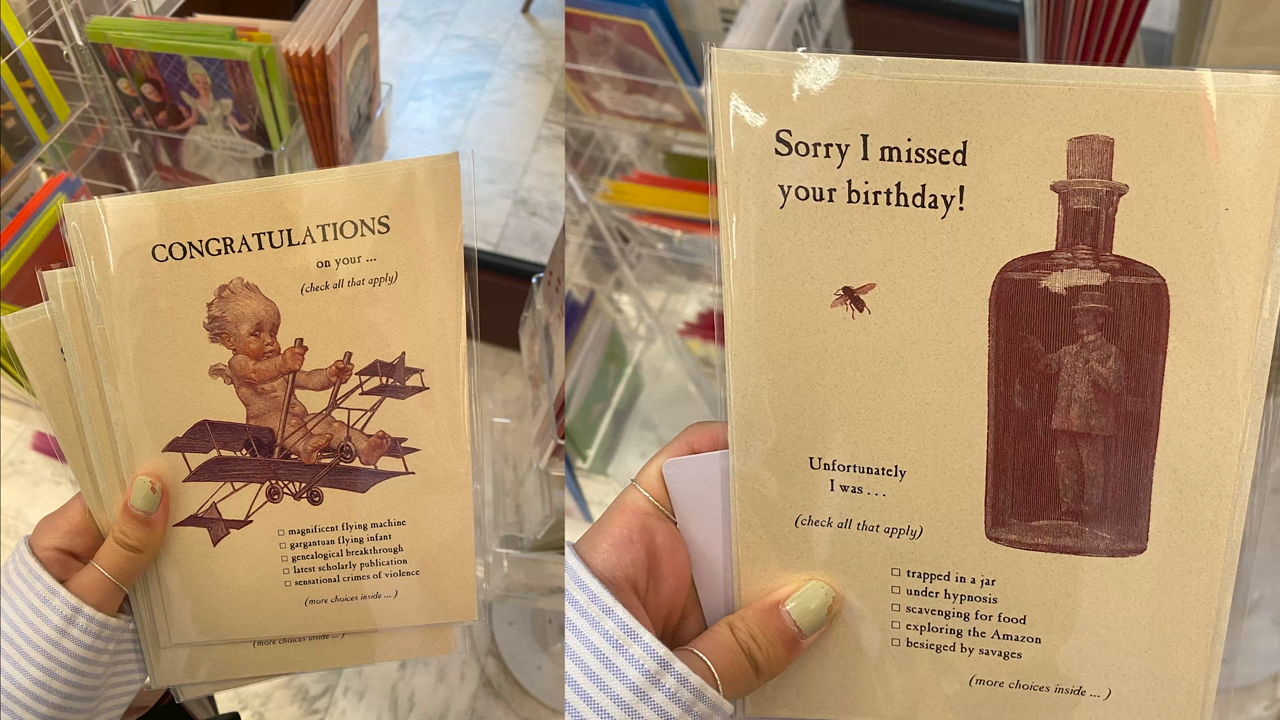 CONGRATULATIONS
on your ...
(check all that apply)
□ magnificent flying machine
□ gargantuan flying infant
□ genealogical breakthrough
□ latest scholarly publication
□ sensational crimes of violence
(more choices inside ... )
(more choices inside ... )
Sorry I missed
your birthday!
Unfortunately
I was ...
(check all that apply)
□ trapped in a jar
□ under hypnosis
□ scavenging for food
□ exploring the Amazon
□ besieged by savages
(more choices inside ... )